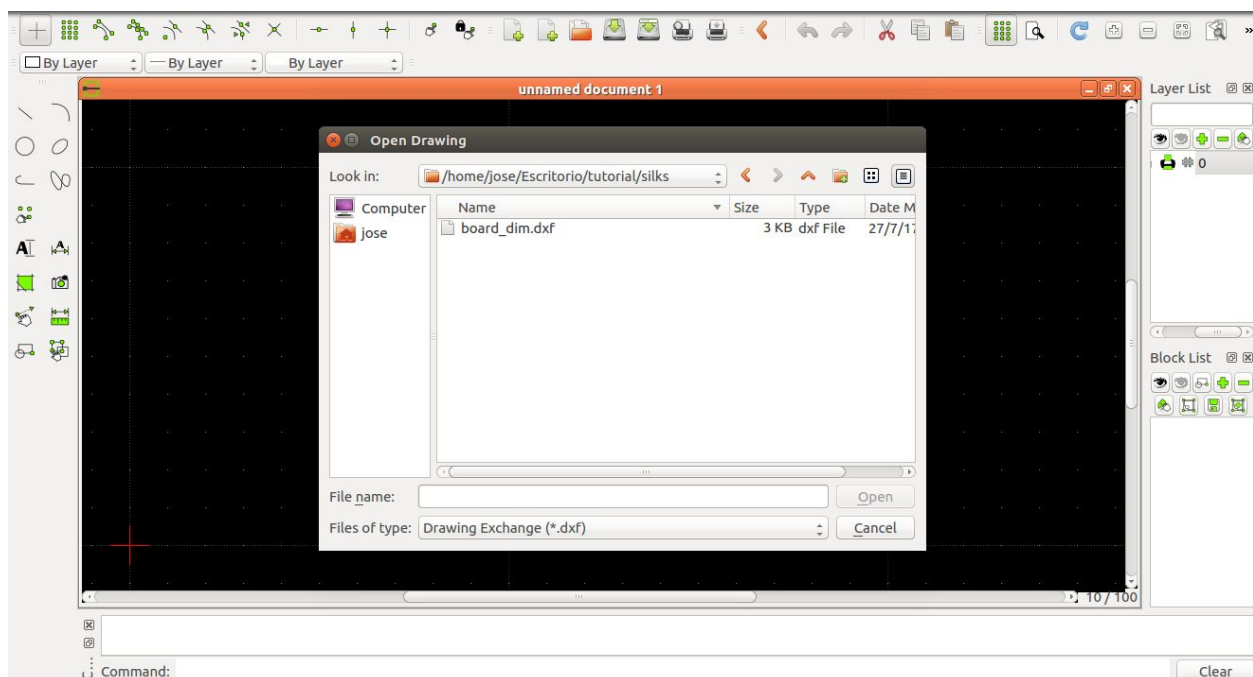 By Layer By Layer By Layer
unnamed document 1
Layer List
0
Open Drawing
Look in: /home/jose/Escritorio/tutorial/silks
Computer
jose
Name Size Type Date M
board_dim.dxf 3 KB dxf File 27/7/17
File name: Open
Files of type: Drawing Exchange (*.dxf) Cancel
Block List
10 / 100
Command: Clear